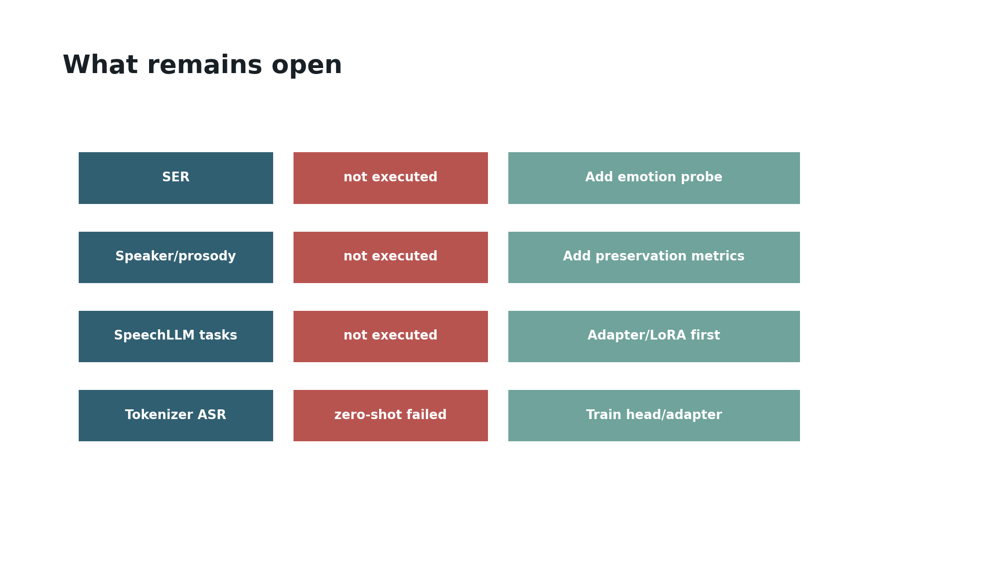 What remains open
SER
not executed
Add emotion probe
Speaker/prosody
not executed
Add preservation metrics
SpeechLLM tasks
not executed
Adapter/LoRA first
Tokenizer ASR
zero-shot failed
Train head/adapter